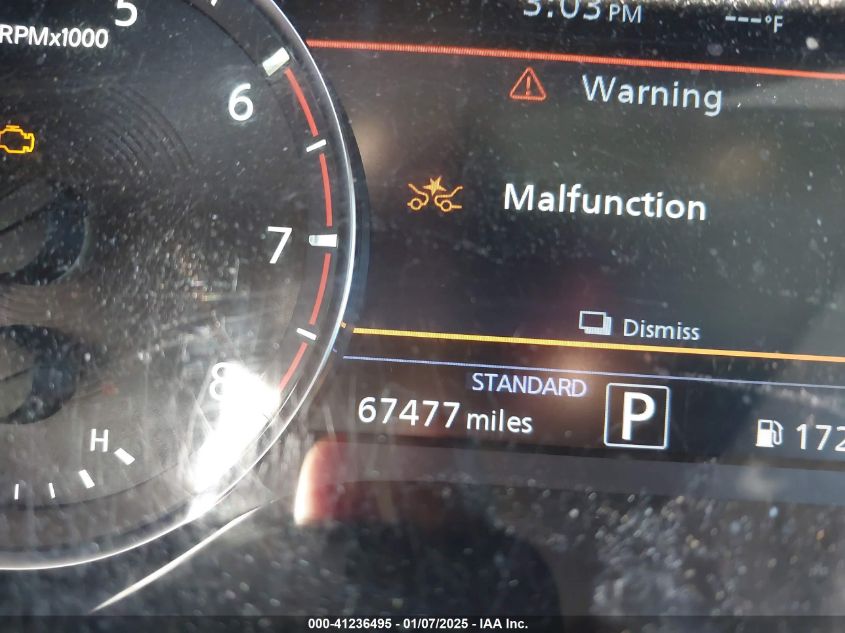 5
RPMx1000
6
7
8
H
3:03 PM
---°F
Warning
Malfunction
Dismiss
STANDARD
67477 miles
P
172
000-41236495 - 01/07/2025 - IAA Inc.